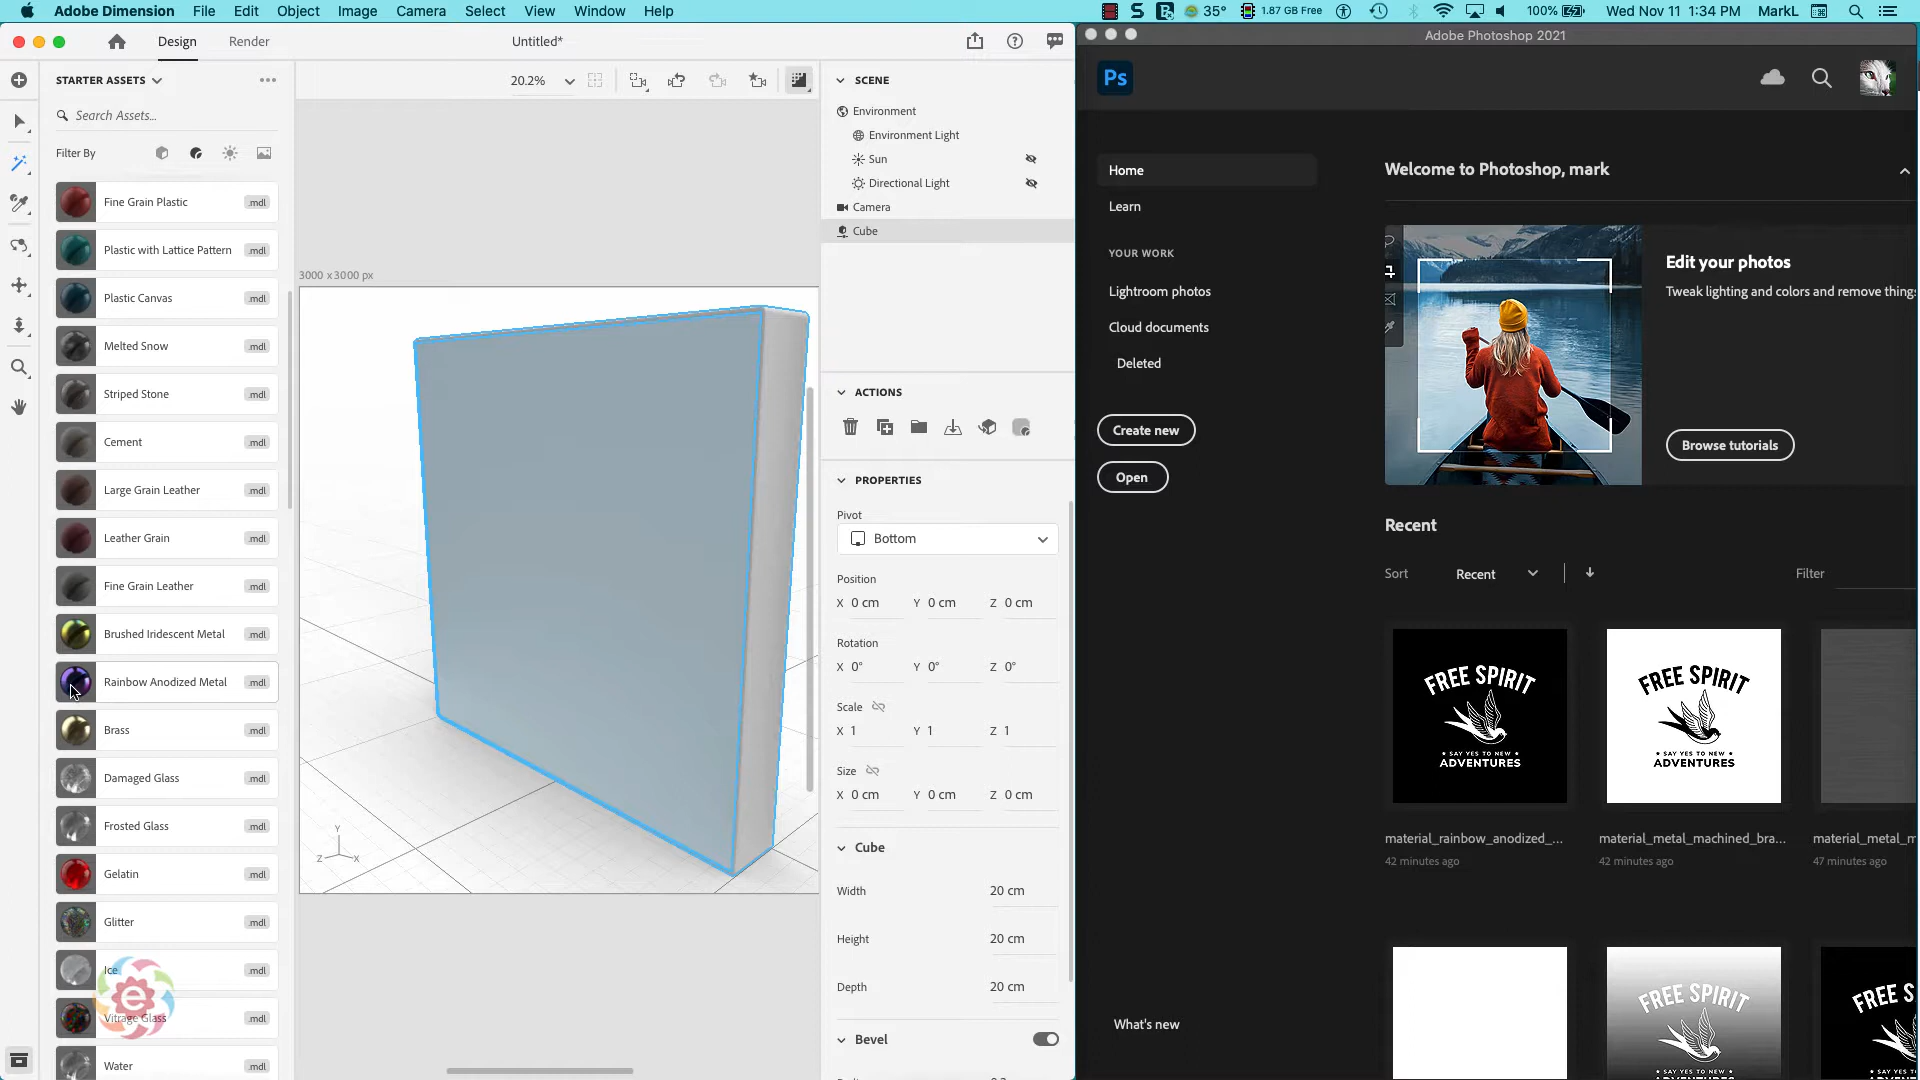 Adobe Dimension File Edit Object Image Camera Select View Window Help
35° 1.87 GB Free 100% Wed Nov 11 1:34 PM MarkL
Design Render Untitled*
STARTER ASSETS
Search Assets...
Filter By
Fine Grain Plastic .mdl
Plastic with Lattice Pattern .mdl
Plastic Canvas .mdl
Melted Snow .mdl
Striped Stone .mdl
Cement .mdl
Large Grain Leather .mdl
Leather Grain .mdl
Fine Grain Leather .mdl
Brushed Iridescent Metal .mdl
Rainbow Anodized Metal .mdl
Brass .mdl
Damaged Glass .mdl
Frosted Glass .mdl
Gelatin .mdl
Glitter .mdl
Ice .mdl
Vitrage Glass .mdl
Water .mdl
20.2%
3000 x 3000 px
Y
Z X
SCENE
Environment
Environment Light
Sun
Directional Light
Camera
Cube
ACTIONS
PROPERTIES
Pivot
Bottom
Position
X 0 cm Y 0 cm Z 0 cm
Rotation
X 0° Y 0° Z 0°
Scale
X 1 Y 1 Z 1
Size
X 0 cm Y 0 cm Z 0 cm
Cube
Width 20 cm
Height 20 cm
Depth 20 cm
Bevel
Adobe Photoshop 2021
Ps
Home
Learn
YOUR WORK
Lightroom photos
Cloud documents
Deleted
Create new
Open
What's new
Welcome to Photoshop, mark
Edit your photos
Tweak lighting and colors and remove things
Browse tutorials
Recent
Sort Recent Filter
FREE SPIRIT
SAY YES TO NEW
ADVENTURES
FREE SPIRIT
SAY YES TO NEW
ADVENTURES
material_rainbow_anodized_... material_metal_machined_bra... material_metal_m
42 minutes ago 42 minutes ago 47 minutes ago
FREE SPIRIT
SAY YES TO NEW
FREE S
SAY YES